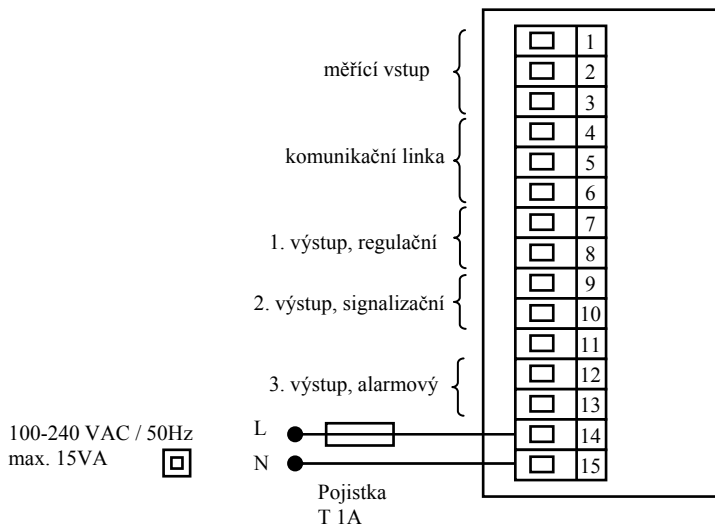 měřící vstup
komunikační linka
1. výstup, regulační
2. výstup, signalizační
3. výstup, alarmový
1
2
3
4
5
6
7
8
9
10
11
12
13
14
15
100-240 VAC / 50Hz
max. 15VA
L
N
Pojistka
T 1A